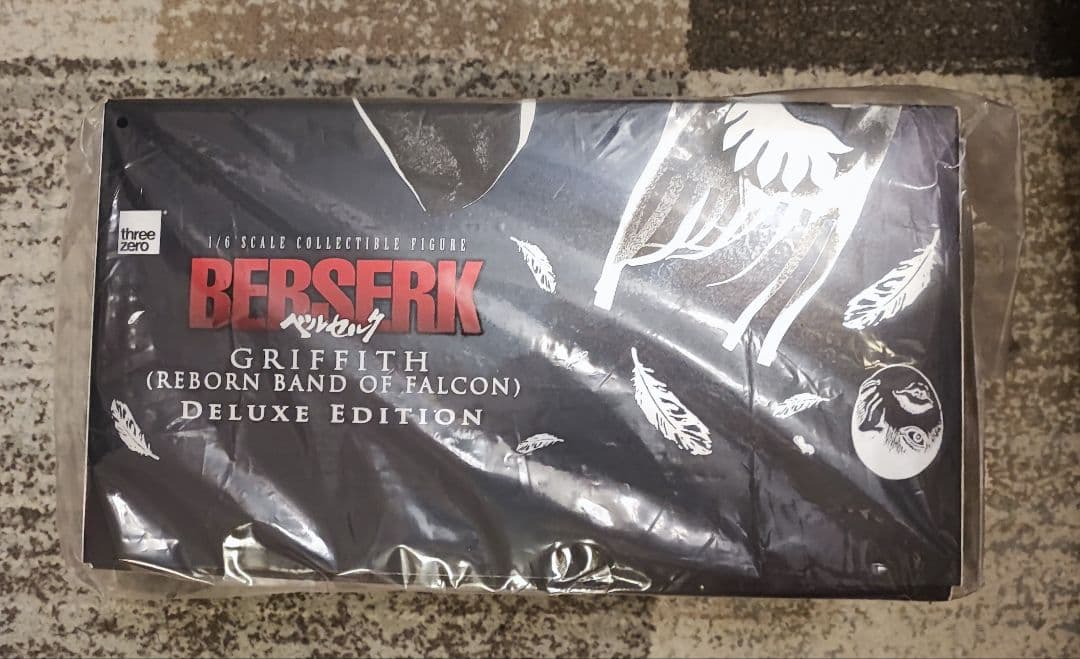 three
zero
1/6 SCALE COLLECTIBLE FIGURE
BERSERK
ベルセルク
GRIFFITH
(REBORN BAND OF FALCON)
DELUXE EDITION